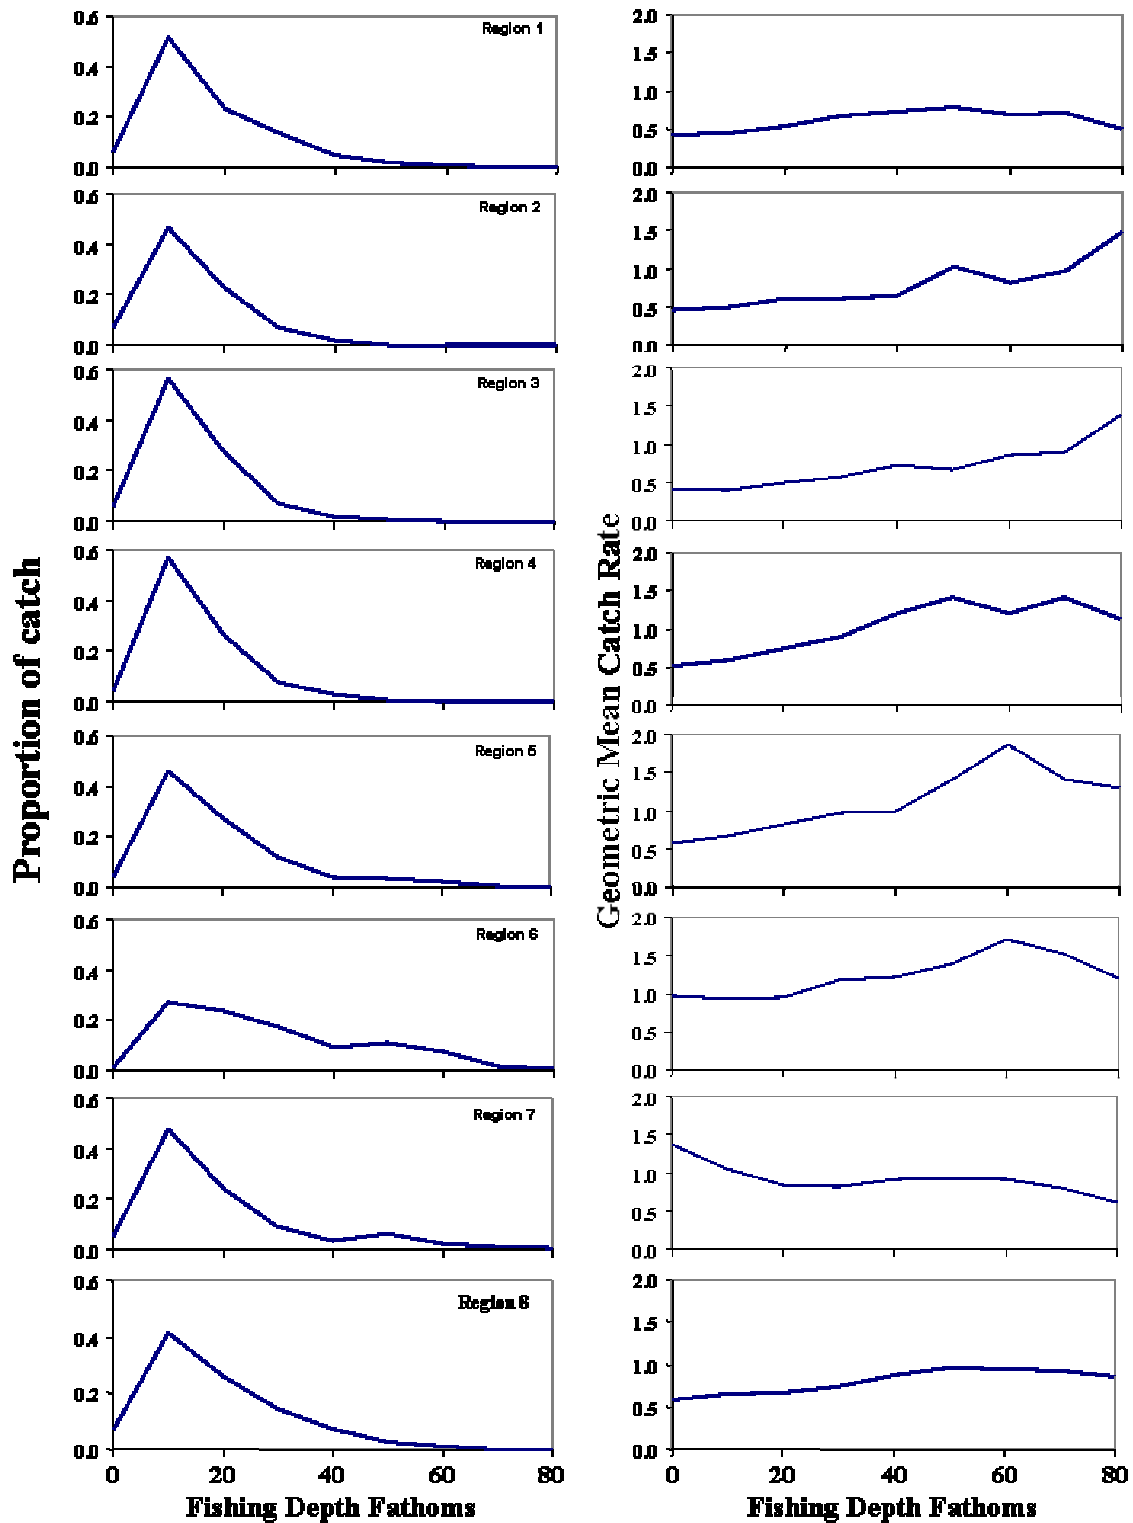 0.6 Region 1 2.0
0.4 1.5
1.0
0.2 0.5
0.0 0.0
0.6 Region 2 2.0
0.4 1.5
1.0
0.2 0.5
0.0 0.0
0.6 Region 3 2.0
0.4 1.5
1.0
0.2 0.5
0.0 0.0
0.6 Region 4 2.0
0.4 1.5
1.0
0.2 0.5
0.0 0.0
Proportion of catch
Geometric Mean Catch Rate
0.6 Region 5 2.0
0.4 1.5
1.0
0.2 0.5
0.0 0.0
0.6 Region 6 2.0
0.4 1.5
1.0
0.2 0.5
0.0 0.0
0.6 Region 7 2.0
0.4 1.5
1.0
0.2 0.5
0.0 0.0
0.6 Region 8 2.0
0.4 1.5
1.0
0.2 0.5
0.0 0.0
0 20 40 60 80 0 20 40 60 80
Fishing Depth Fathoms Fishing Depth Fathoms